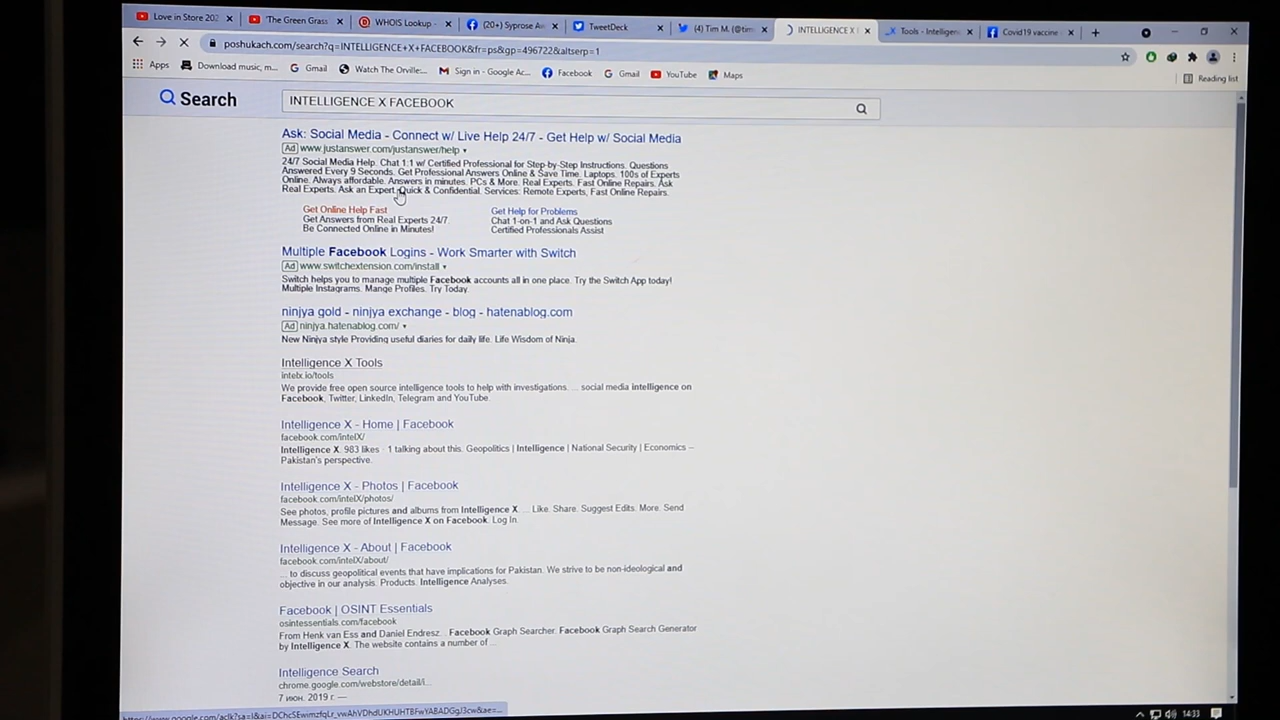 Love in Store 202
'The Green Grass
WHOIS Lookup -
(20+) Syprose
TweetDeck
(4) Tim M. (@tim
INTELLIGENCE X
Tools - Intelligenc
Covid19 vaccine
poshukach.com/search?q=INTELLIGENCE+X+FACEBOOK&fr=ps&gp=496722&altserp=1
Apps
Download music, m...
Gmail
Watch The Orville:...
Sign in - Google Ac...
Facebook
Gmail
YouTube
Maps
Reading list
Search
INTELLIGENCE X FACEBOOK
Ask: Social Media - Connect w/ Live Help 24/7 - Get Help w/ Social Media
Ad www.justanswer.com/justanswer/help
24/7 Social Media Help. Chat 1:1 w/ Certified Professional for Step-by-Step Instructions. Questions
Answered Every 9 Seconds. Get Professional Answers Online & Save Time. Laptops. 100s of Experts
Online. Always affordable. Answers in minutes. PCs & More. Real Experts. Fast Online Repairs. Ask
Real Experts. Ask an Expert. Quick & Confidential. Services: Remote Experts, Fast Online Repairs.
Get Online Help Fast
Get Answers from Real Experts 24/7.
Be Connected Online in Minutes!
Get Help for Problems
Chat 1-on-1 and Ask Questions
Certified Professionals Assist
Multiple Facebook Logins - Work Smarter with Switch
Ad www.switchextension.com/install
Switch helps you to manage multiple Facebook accounts all in one place. Try the Switch App today!
Multiple Instagrams. Mange Profiles. Try Today.
ninjya gold - ninjya exchange - blog - hatenablog.com
Ad ninjya.hatenablog.com/
New Ninjya style Providing useful diaries for daily life. Life Wisdom of Ninja.
Intelligence X Tools
intelx.io/tools
We provide free open source intelligence tools to help with investigations. ... social media intelligence on
Facebook, Twitter, LinkedIn, Telegram and YouTube.
Intelligence X - Home | Facebook
facebook.com/intelX/
Intelligence X. 983 likes · 1 talking about this. Geopolitics | Intelligence | National Security | Economics –
Pakistan's perspective.
Intelligence X - Photos | Facebook
facebook.com/intelX/photos/
See photos, profile pictures and albums from Intelligence X. ... Like. Share. Suggest Edits. More. Send
Message. See more of Intelligence X on Facebook. Log In.
Intelligence X - About | Facebook
facebook.com/intelX/about/
... to discuss geopolitical events that have implications for Pakistan. We strive to be non-ideological and
objective in our analysis. Products. Intelligence Analyses.
Facebook | OSINT Essentials
osintessentials.com/facebook
From Henk van Ess and Daniel Endresz... Facebook Graph Searcher. Facebook Graph Search Generator
by Intelligence X. The website contains a number of ...
Intelligence Search
chrome.google.com/webstore/detail/i...
7 июн. 2019 г. —
14:33